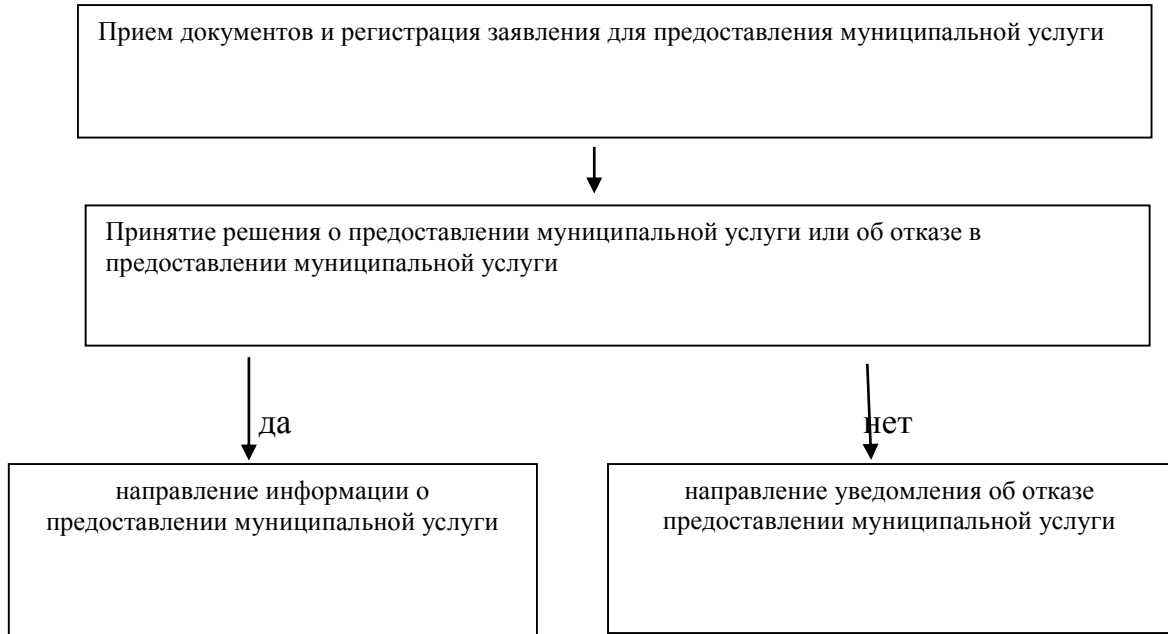 Прием документов и регистрация заявления для предоставления муниципальной услуги
Принятие решения о предоставлении муниципальной услуги или об отказе в
предоставлении муниципальной услуги
да
нет
направление информации о
предоставлении муниципальной услуги
направление уведомления об отказе
предоставлении муниципальной услуги